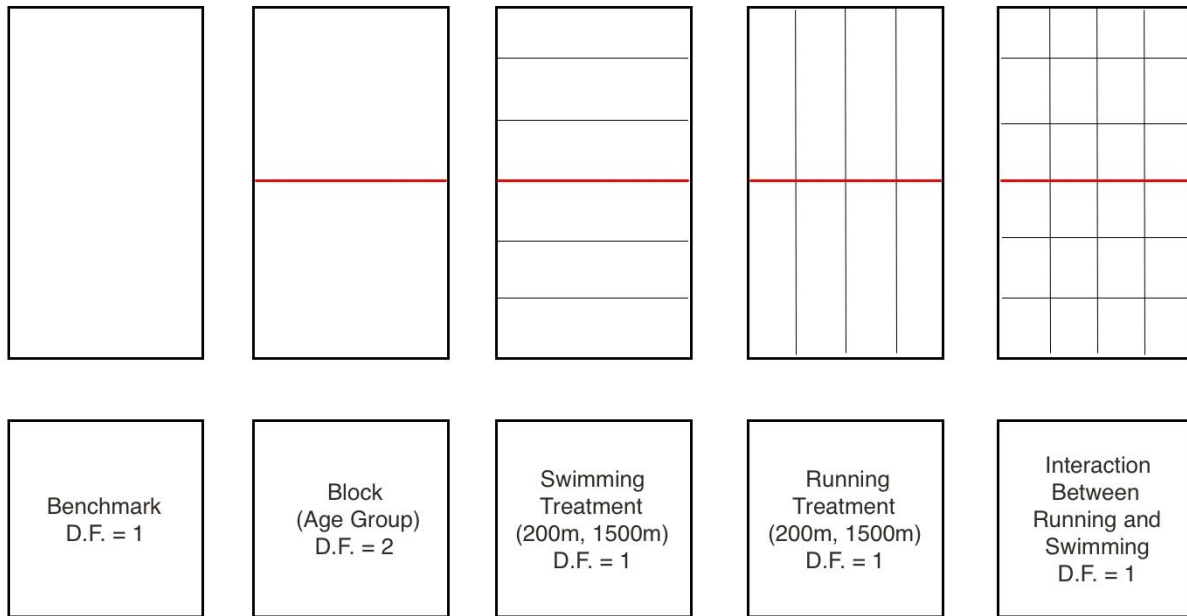 Benchmark
D.F. = 1
Block
(Age Group)
D.F. = 2
Swimming
Treatment
(200m, 1500m)
D.F. = 1
Running
Treatment
(200m, 1500m)
D.F. = 1
Interaction
Between
Running and
Swimming
D.F. = 1